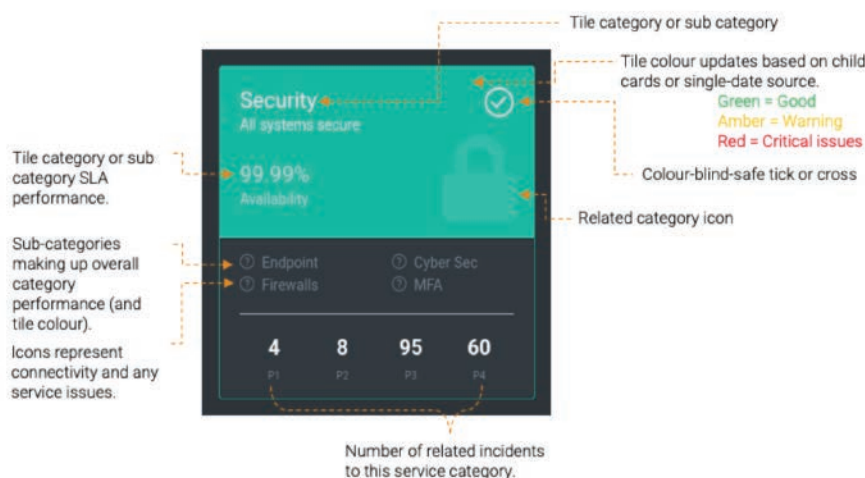 Tile category or sub category
Tile colour updates based on child
cards or single-date source.
Green = Good
Amber = Warning
Red = Critical issues
Colour-blind-safe tick or cross
Related category icon
Tile category or sub
category SLA
performance.
Sub-categories
making up overall
category
performance (and
tile colour).
Icons represent
connectivity and any
service issues.
Security
All systems secure
99.99%
Availability
? Endpoint ? Cyber Sec
? Firewalls ? MFA
4 8 95 60
P1 P2 P3 P4
Number of related incidents
to this service category.